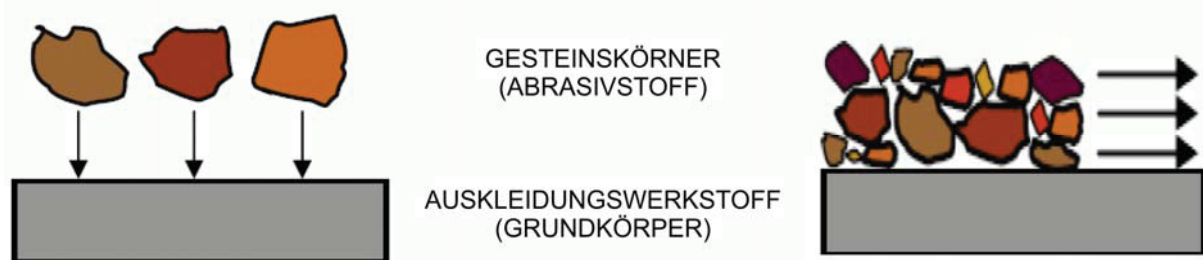 GESTEINSKÖRNER
(ABRASIVSTOFF)
AUSKLEIDUNGSWERKSTOFF
(GRUNDKÖRPER)